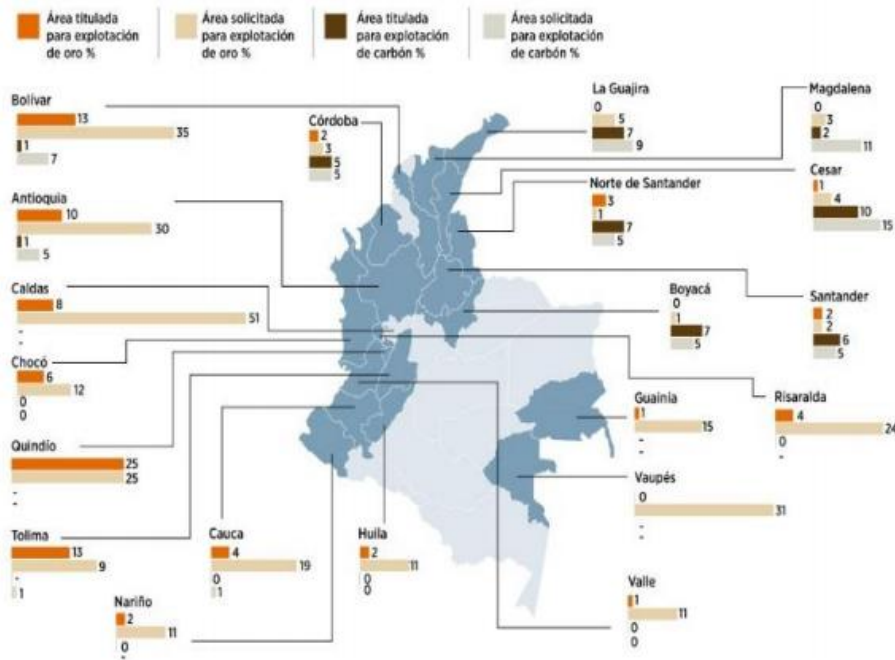 Área titulada
para explotación
de oro %
Área solicitada
para explotación
de oro %
Área titulada
para explotación
de carbón %
Área solicitada
para explotación
de carbón %
Bolívar
13
35
1
7
Córdoba
2
3
5
5
La Guajira
0
5
7
9
Magdalena
0
3
2
11
Antioquia
10
30
1
5
Norte de Santander
3
1
7
5
Cesar
1
4
10
15
Caldas
8
51
-
-
Boyacá
0
1
7
5
Santander
2
2
6
5
Chocó
6
12
0
0
Guainía
1
15
-
-
Risaralda
4
24
0
-
Quindío
25
25
-
-
Vaupés
0
31
-
-
Tolima
13
9
-
1
Cauca
4
19
0
1
Huila
2
11
0
0
Valle
1
11
0
0
Nariño
2
11
0
-